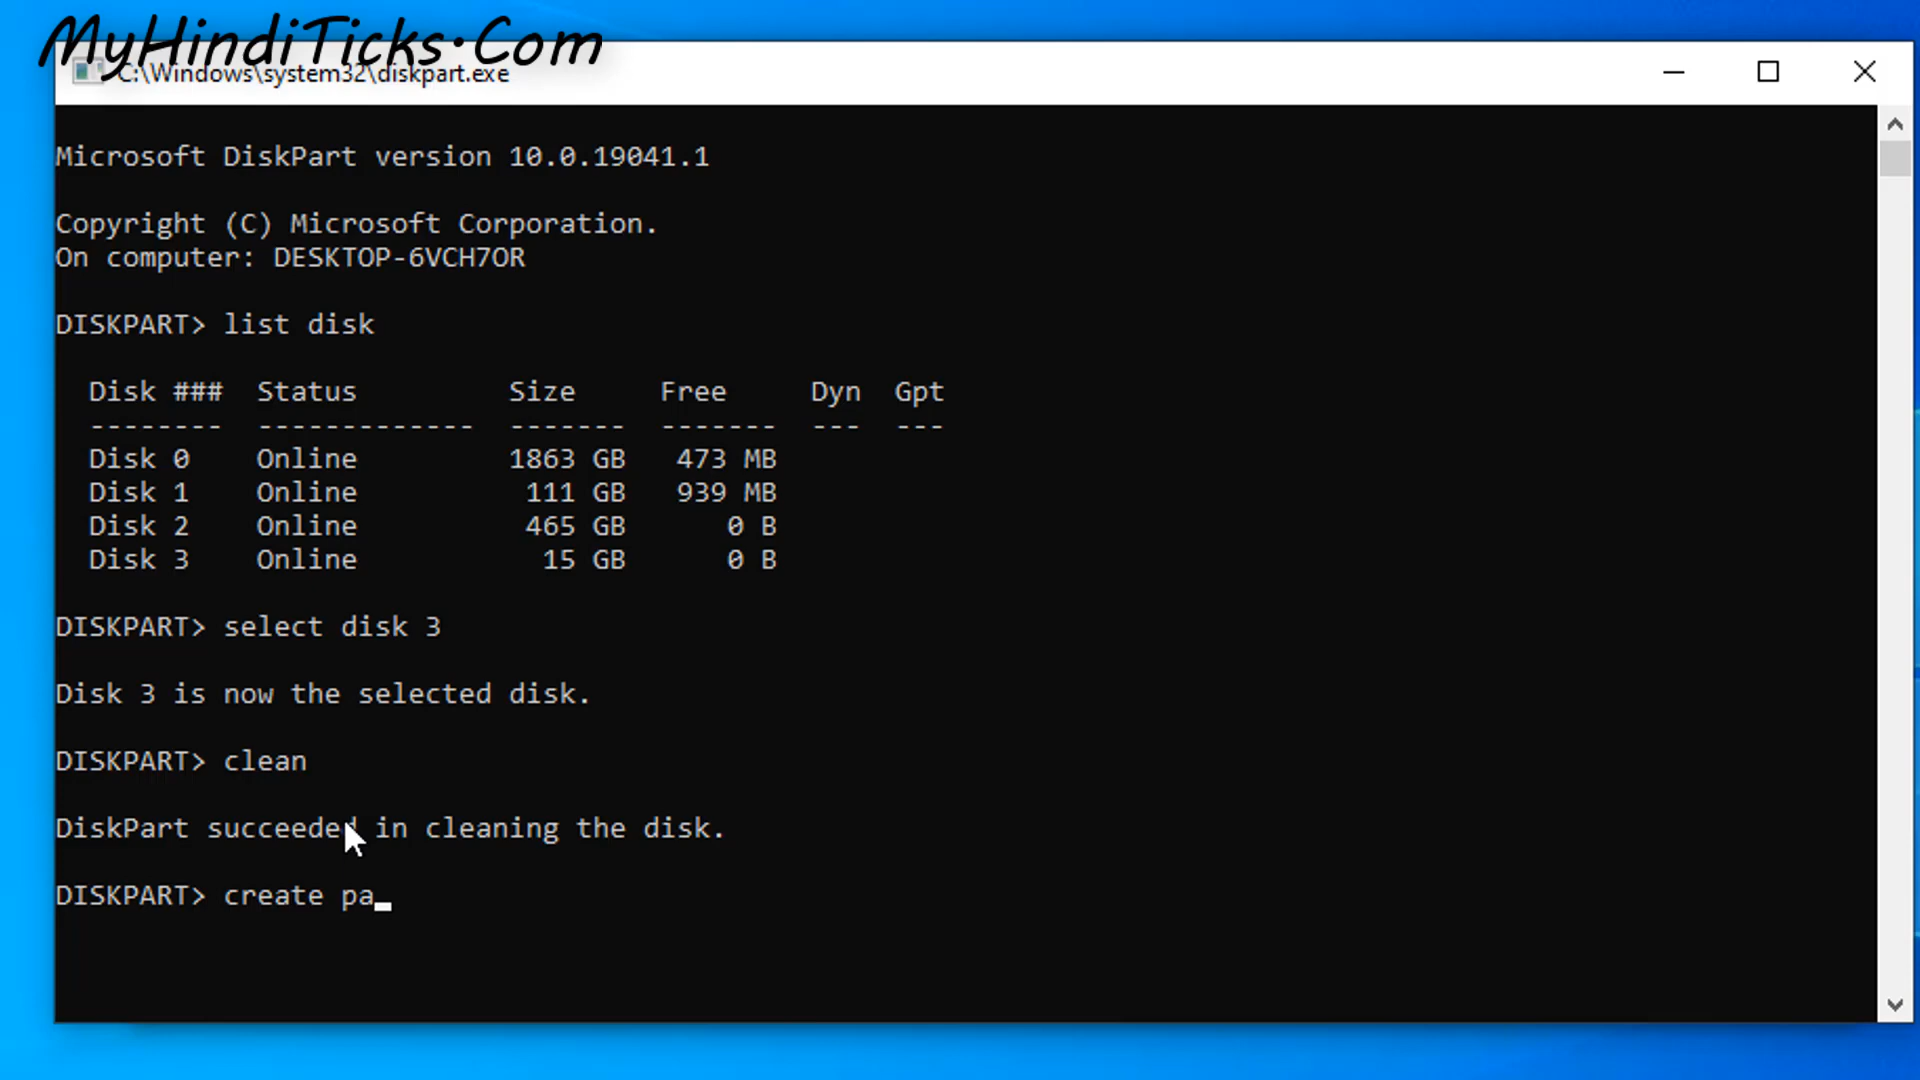 MyHindiTicks.Com
C:\Windows\system32\diskpart.exe
Microsoft DiskPart version 10.0.19041.1
Copyright (C) Microsoft Corporation.
On computer: DESKTOP-6VCH7OR
DISKPART> list disk
Disk ###  Status         Size     Free     Dyn  Gpt
--------  -------------  -------  -------  ---  ---
Disk 0    Online         1863 GB   473 MB
Disk 1    Online          111 GB   939 MB
Disk 2    Online          465 GB      0 B
Disk 3    Online           15 GB      0 B
DISKPART> select disk 3
Disk 3 is now the selected disk.
DISKPART> clean
DiskPart succeeded in cleaning the disk.
DISKPART> create pa